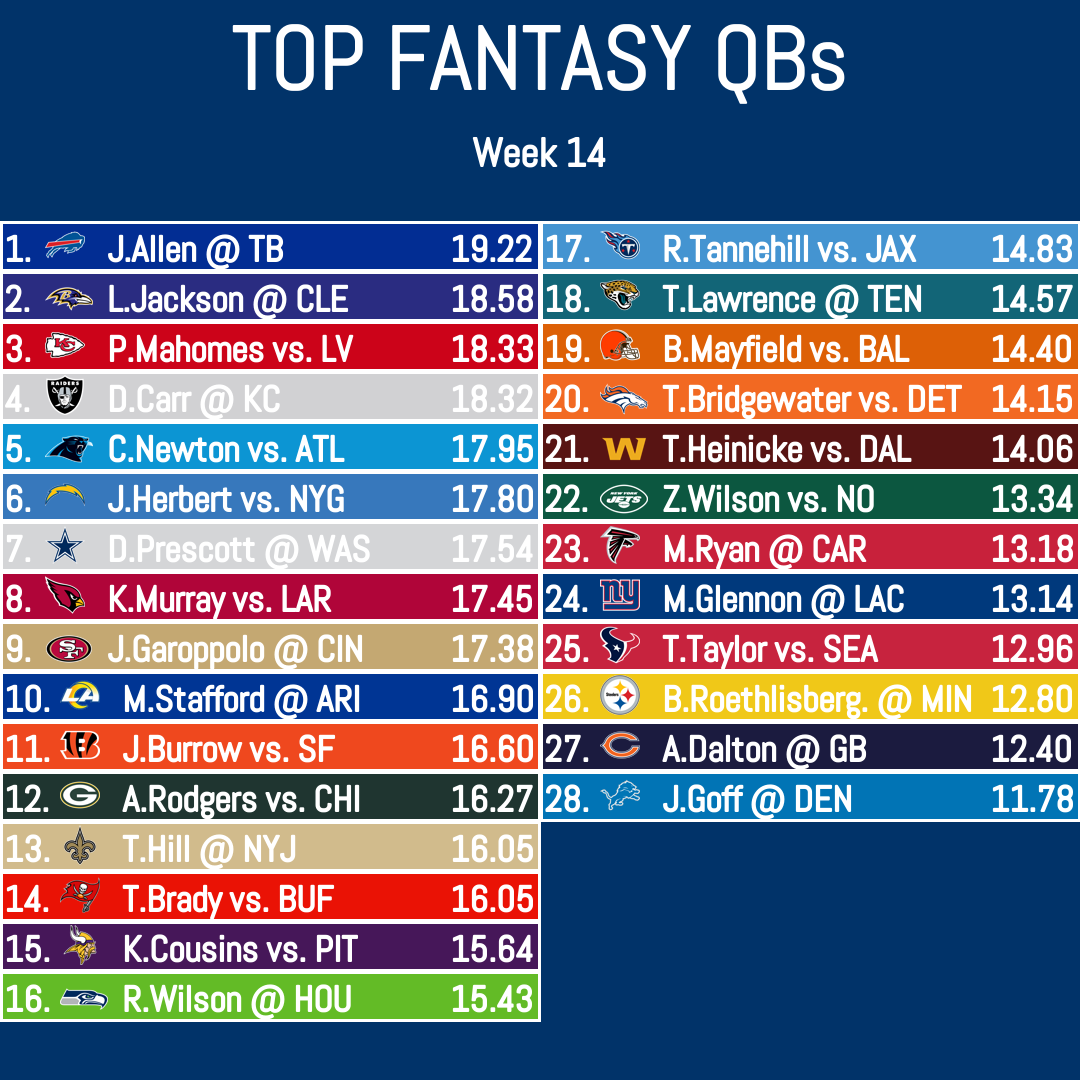 TOP FANTASY QBs
Week 14
1. J.Allen @ TB 19.22
2. L.Jackson @ CLE 18.58
3. P.Mahomes vs. LV 18.33
4. RAIDERS D.Carr @ KC 18.32
5. C.Newton vs. ATL 17.95
6. J.Herbert vs. NYG 17.80
7. D.Prescott @ WAS 17.54
8. K.Murray vs. LAR 17.45
9. SF J.Garoppolo @ CIN 17.38
10. LA M.Stafford @ ARI 16.90
11. B J.Burrow vs. SF 16.60
12. G A.Rodgers vs. CHI 16.27
13. T.Hill @ NYJ 16.05
14. T.Brady vs. BUF 16.05
15. K.Cousins vs. PIT 15.64
16. R.Wilson @ HOU 15.43
17. T R.Tannehill vs. JAX 14.83
18. T.Lawrence @ TEN 14.57
19. B.Mayfield vs. BAL 14.40
20. T.Bridgewater vs. DET 14.15
21. W T.Heinicke vs. DAL 14.06
22. NEW YORK JETS Z.Wilson vs. NO 13.34
23. M.Ryan @ CAR 13.18
24. ny M.Glennon @ LAC 13.14
25. T.Taylor vs. SEA 12.96
26. Steelers B.Roethlisberg. @ MIN 12.80
27. C A.Dalton @ GB 12.40
28. J.Goff @ DEN 11.78